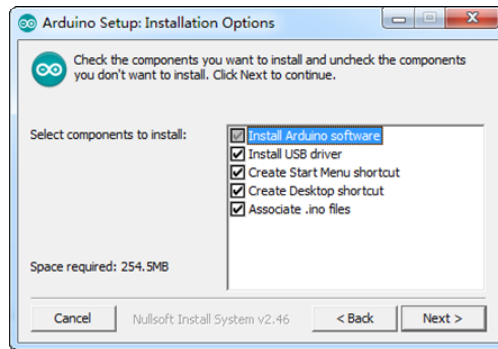 Arduino Setup: Installation Options
Check the components you want to install and uncheck the components
you don't want to install. Click Next to continue.
Select components to install:
Install Arduino software
Install USB driver
Create Start Menu shortcut
Create Desktop shortcut
Associate .ino files
Space required: 254.5MB
Cancel
Nullsoft Install System v2.46
< Back
Next >